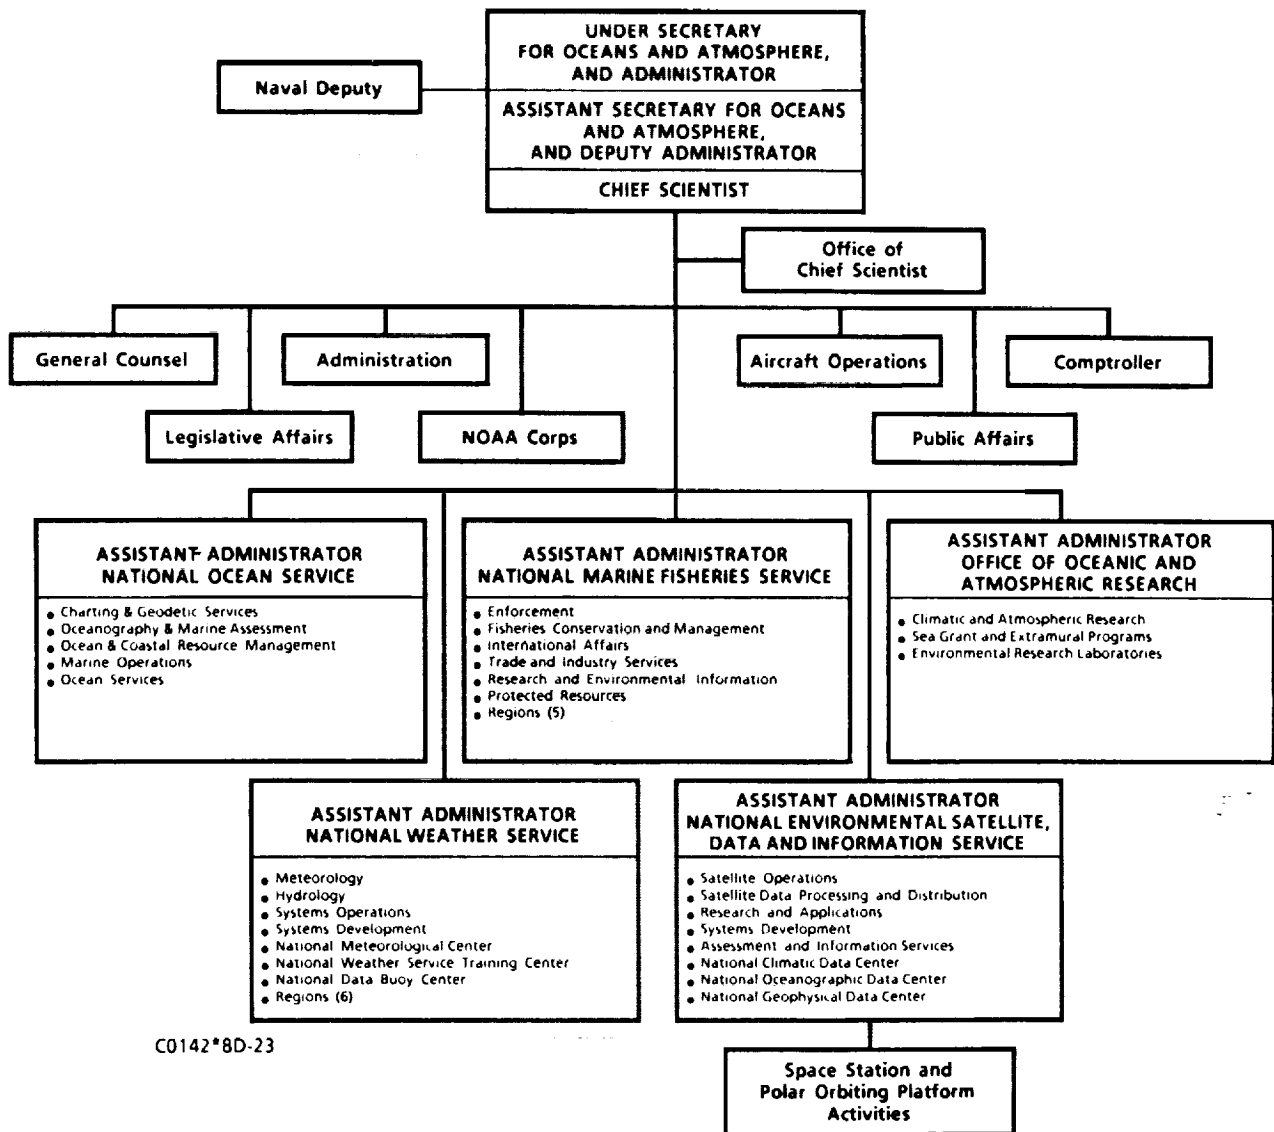 UNDER SECRETARY
FOR OCEANS AND ATMOSPHERE,
AND ADMINISTRATOR
Naval Deputy
ASSISTANT SECRETARY FOR OCEANS
AND ATMOSPHERE,
AND DEPUTY ADMINISTRATOR
CHIEF SCIENTIST
Office of
Chief Scientist
General Counsel
Administration
Aircraft Operations
Comptroller
Legislative Affairs
NOAA Corps
Public Affairs
ASSISTANT ADMINISTRATOR
NATIONAL OCEAN SERVICE
• Charting & Geodetic Services
• Oceanography & Marine Assessment
• Ocean & Coastal Resource Management
• Marine Operations
• Ocean Services
ASSISTANT ADMINISTRATOR
NATIONAL MARINE FISHERIES SERVICE
• Enforcement
• Fisheries Conservation and Management
• International Affairs
• Trade and Industry Services
• Research and Environmental Information
• Protected Resources
• Regions (5)
ASSISTANT ADMINISTRATOR
OFFICE OF OCEANIC AND
ATMOSPHERIC RESEARCH
• Climatic and Atmospheric Research
• Sea Grant and Extramural Programs
• Environmental Research Laboratories
ASSISTANT ADMINISTRATOR
NATIONAL WEATHER SERVICE
• Meteorology
• Hydrology
• Systems Operations
• Systems Development
• National Meteorological Center
• National Weather Service Training Center
• National Data Buoy Center
• Regions (6)
ASSISTANT ADMINISTRATOR
NATIONAL ENVIRONMENTAL SATELLITE,
DATA AND INFORMATION SERVICE
• Satellite Operations
• Satellite Data Processing and Distribution
• Research and Applications
• Systems Development
• Assessment and Information Services
• National Climatic Data Center
• National Oceanographic Data Center
• National Geophysical Data Center
C0142*8D-23
Space Station and
Polar Orbiting Platform
Activities